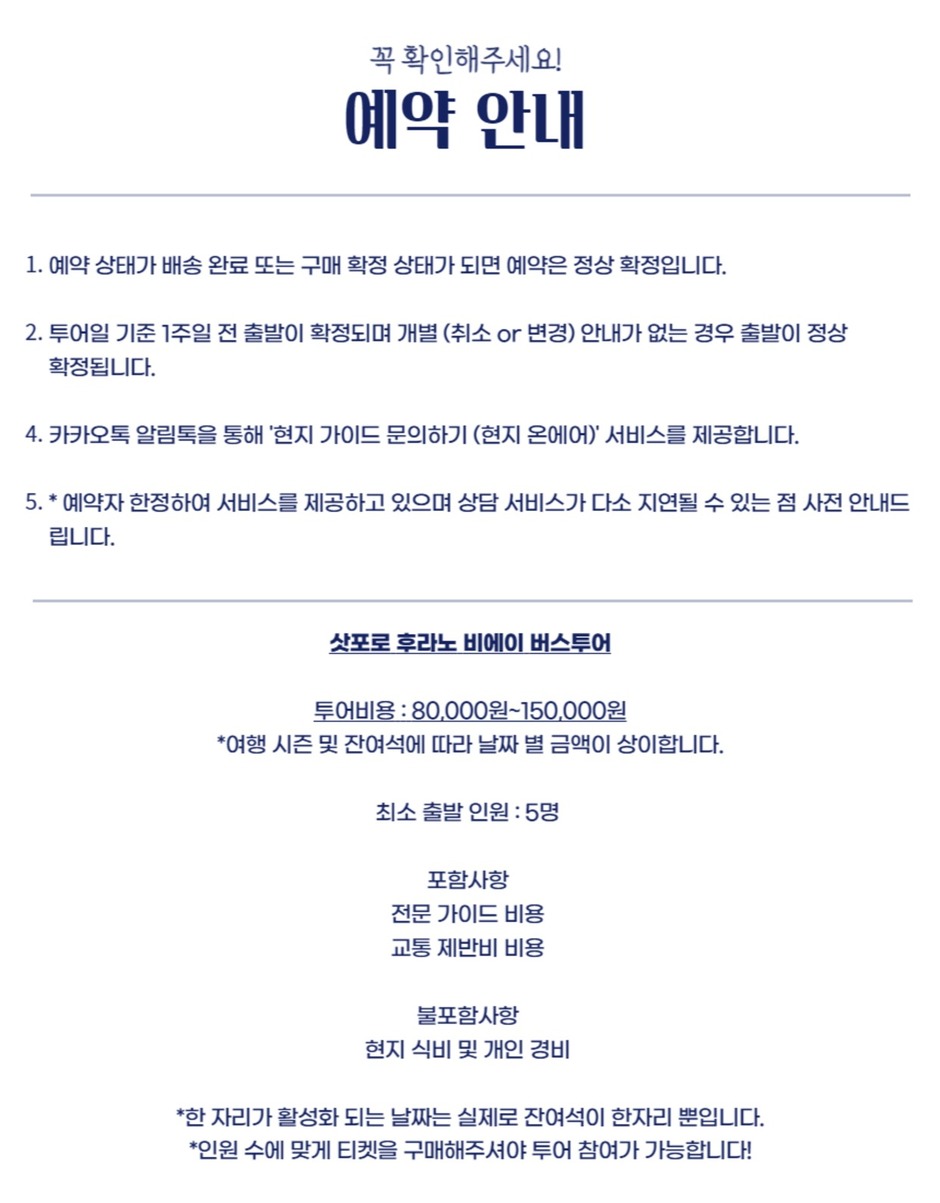 꼭 확인해주세요!
예약 안내
1. 예약 상태가 배송 완료 또는 구매 확정 상태가 되면 예약은 정상 확정입니다.
2. 투어일 기준 1주일 전 출발이 확정되며 개별 (취소 or 변경) 안내가 없는 경우 출발이 정상
확정됩니다.
4. 카카오톡 알림톡을 통해 '현지 가이드 문의하기 (현지 온에어)' 서비스를 제공합니다.
5. * 예약자 한정하여 서비스를 제공하고 있으며 상담 서비스가 다소 지연될 수 있는 점 사전 안내드
립니다.
삿포로 후라노 비에이 버스투어
투어비용 : 80,000원~150,000원
*여행 시즌 및 잔여석에 따라 날짜 별 금액이 상이합니다.
최소 출발 인원 : 5명
포함사항
전문 가이드 비용
교통 제반비 비용
불포함사항
현지 식비 및 개인 경비
*한 자리가 활성화 되는 날짜는 실제로 잔여석이 한자리 뿐입니다.
*인원 수에 맞게 티켓을 구매해주셔야 투어 참여가 가능합니다!